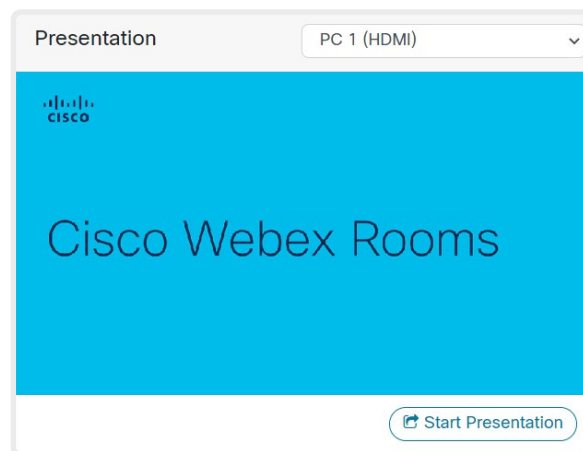 Presentation
PC 1 (HDMI)
CISCO
Cisco Webex Rooms
Start Presentation